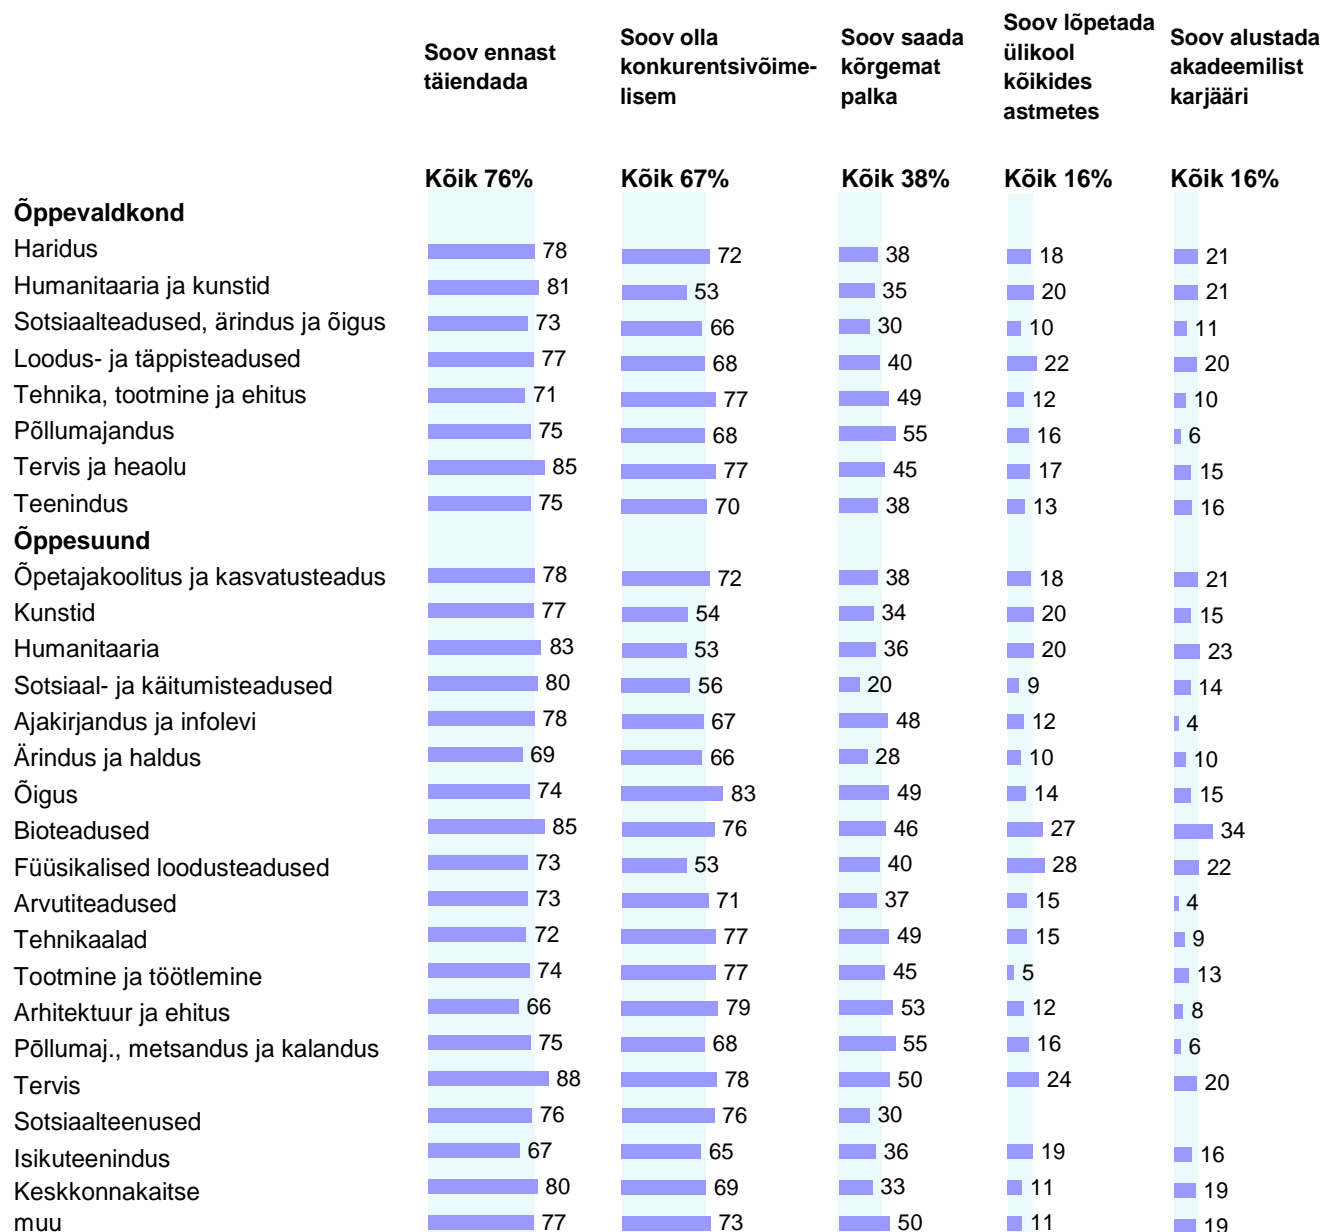 Soov ennast
täiendada
Soov olla
konkurentsivõime-
lisem
Soov saada
kõrgemat
palka
Soov lõpetada
ülikool
kõikides
astmetes
Soov alustada
akadeemilist
karjääri
Kõik 76% Kõik 67% Kõik 38% Kõik 16% Kõik 16%
Õppevaldkond
Haridus 78 72 38 18 21
Humanitaaria ja kunstid 81 53 35 20 21
Sotsiaalteadused, ärindus ja õigus 73 66 30 10 11
Loodus- ja täppisteadused 77 68 40 22 20
Tehnika, tootmine ja ehitus 71 77 49 12 10
Põllumajandus 75 68 55 16 6
Tervis ja heaolu 85 77 45 17 15
Teenindus 75 70 38 13 16
Õppesuund
Õpetajakoolitus ja kasvatusteadus 78 72 38 18 21
Kunstid 77 54 34 20 15
Humanitaaria 83 53 36 20 23
Sotsiaal- ja käitumisteadused 80 56 20 9 14
Ajakirjandus ja infolevi 78 67 48 12 4
Ärindus ja haldus 69 66 28 10 10
Õigus 74 83 49 14 15
Bioteadused 85 76 46 27 34
Füüsikalised loodusteadused 73 53 40 28 22
Arvutiteadused 73 71 37 15 4
Tehnikaalad 72 77 49 15 9
Tootmine ja töötlemine 74 77 45 5 13
Arhitektuur ja ehitus 66 79 53 12 8
Põllumaj., metsandus ja kalandus 75 68 55 16 6
Tervis 88 78 50 24 20
Sotsiaalteenused 76 76 30
Isikuteenindus 67 65 36 19 16
Keskkonnakaitse 80 69 33 11 19
muu 77 73 50 11 19